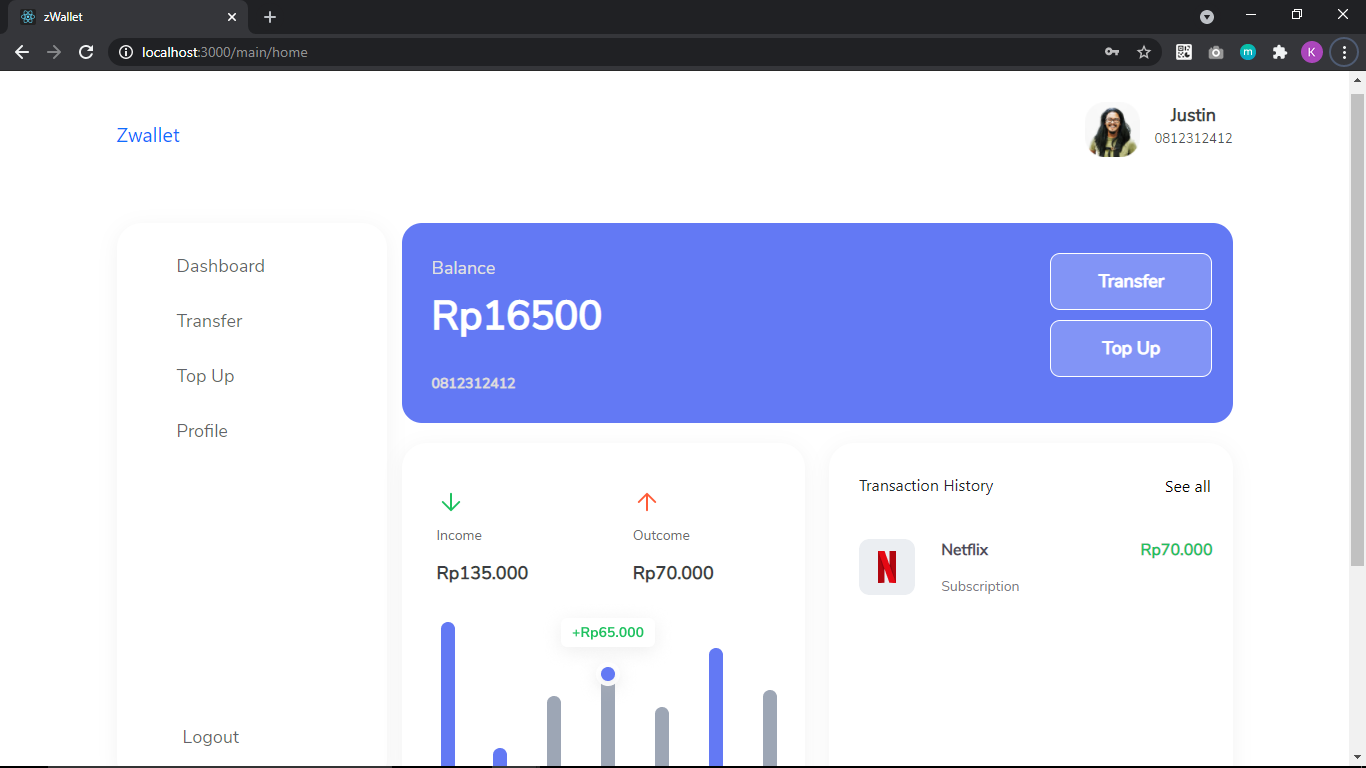 zWallet
localhost:3000/main/home
K
m
Zwallet
Justin
0812312412
Dashboard
Transfer
Top Up
Profile
Logout
Balance
Rp16500
0812312412
Transfer
Top Up
Income
Rp135.000
Outcome
Rp70.000
+Rp65.000
Transaction History
See all
N
Netflix
Rp70.000
Subscription